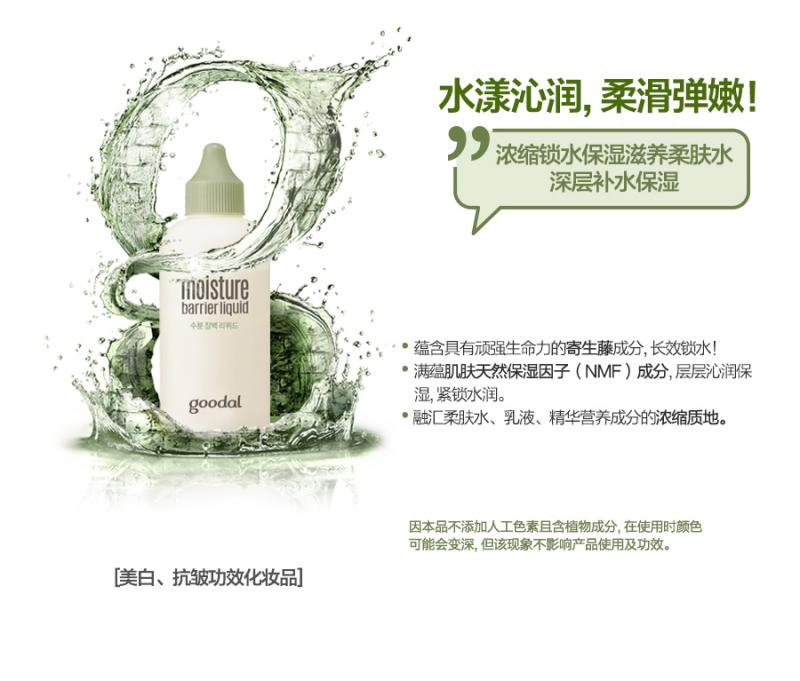 水漾沁润, 柔滑弹嫩!
浓缩锁水保湿滋养柔肤水
深层补水保湿
moisture
barrier liquid
수분 장벽 리퀴드
goodal
• 蕴含具有顽强生命力的寄生藤成分, 长效锁水!
• 满蕴肌肤天然保湿因子（NMF）成分, 层层沁润保
湿, 紧锁水润。
• 融汇柔肤水、乳液、精华营养成分的浓缩质地。
因本品不添加人工色素且含植物成分, 在使用时颜色
可能会变深, 但该现象不影响产品使用及功效。
[美白、抗皱功效化妆品]